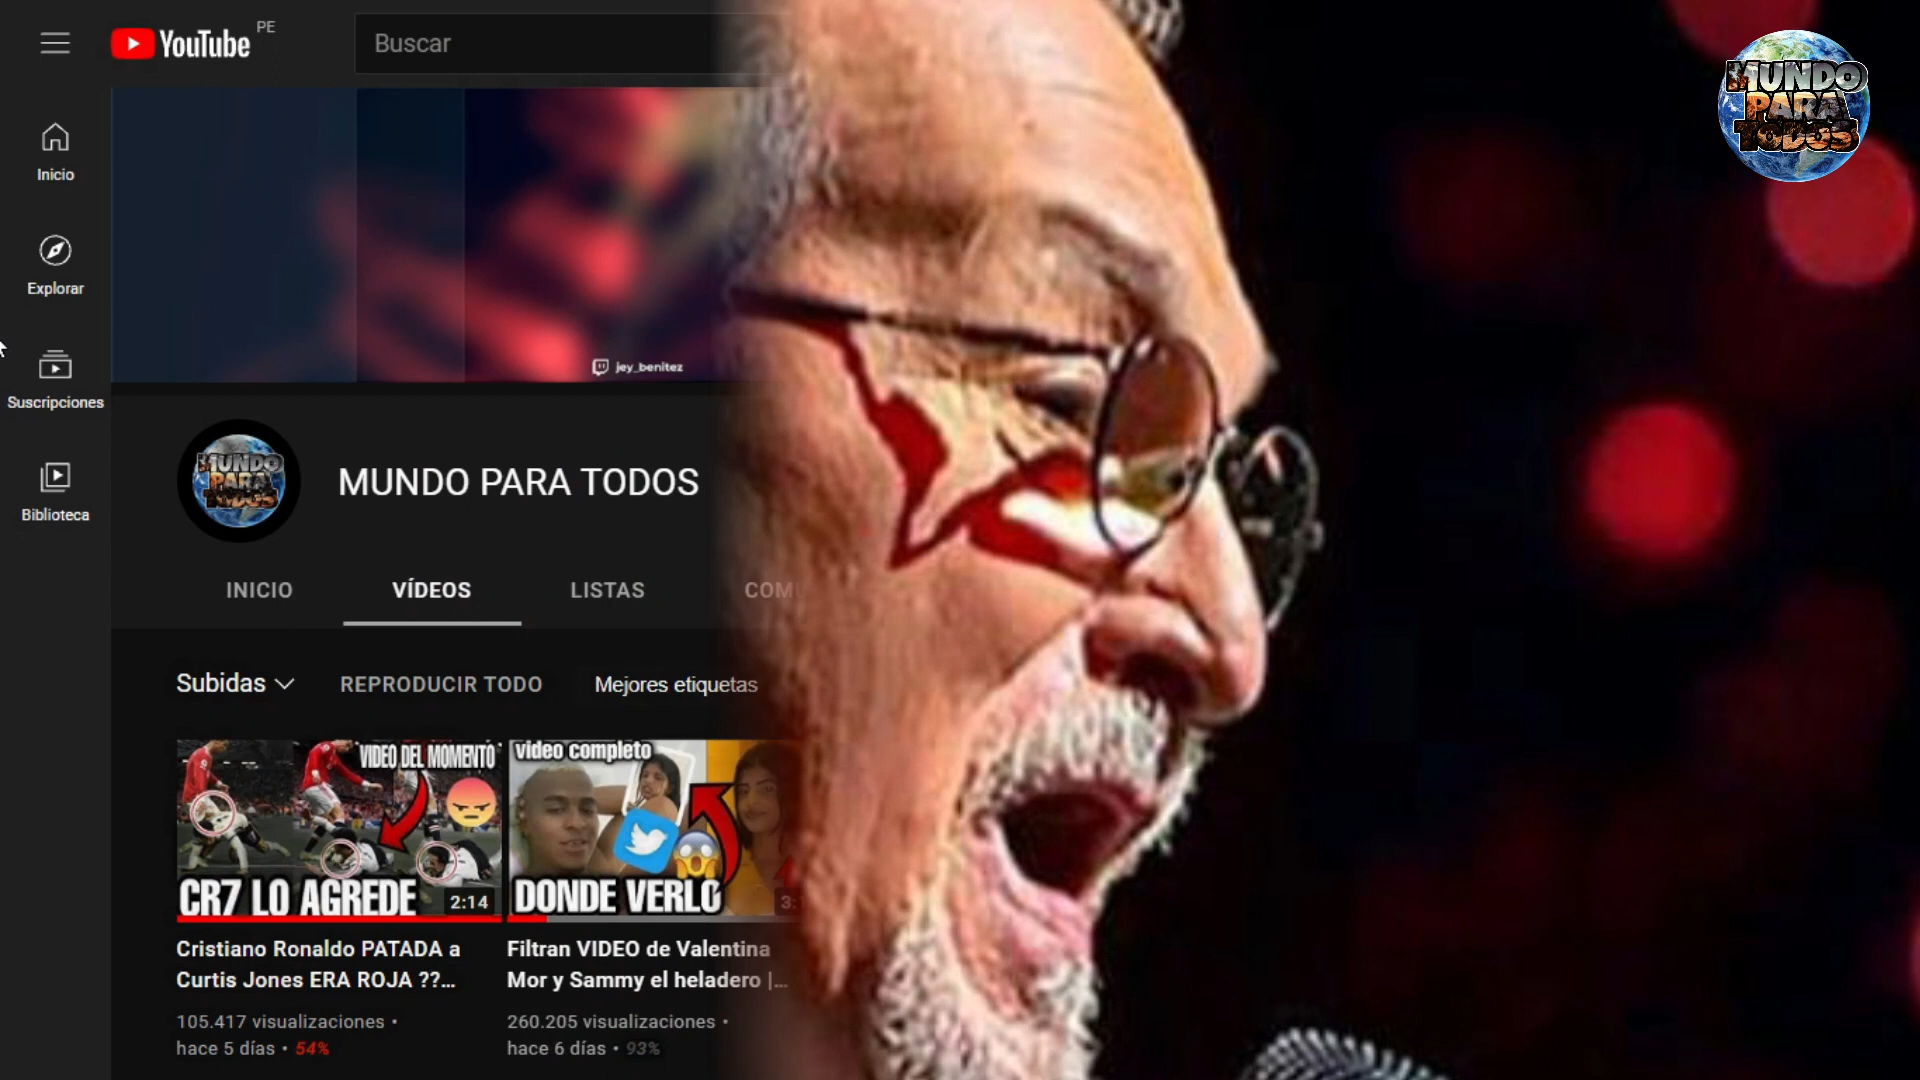 YouTube PE
Buscar
MUNDO
PARA
TODOS
Inicio
Explorar
Suscripciones
Biblioteca
jey_benitez
MUNDO
PARA
TODOS
MUNDO PARA TODOS
INICIO
VÍDEOS
LISTAS
Subidas
REPRODUCIR TODO
Mejores etiquetas
VIDEO DEL MOMENTO
CR7 LO AGREDE
2:14
video completo
DONDE VERLO
Cristiano Ronaldo PATADA a
Curtis Jones ERA ROJA ??...
105.417 visualizaciones •
hace 5 días • 54%
Filtran VIDEO de Valentina
Mor y Sammy el heladero |...
260.205 visualizaciones •
hace 6 días • 93%